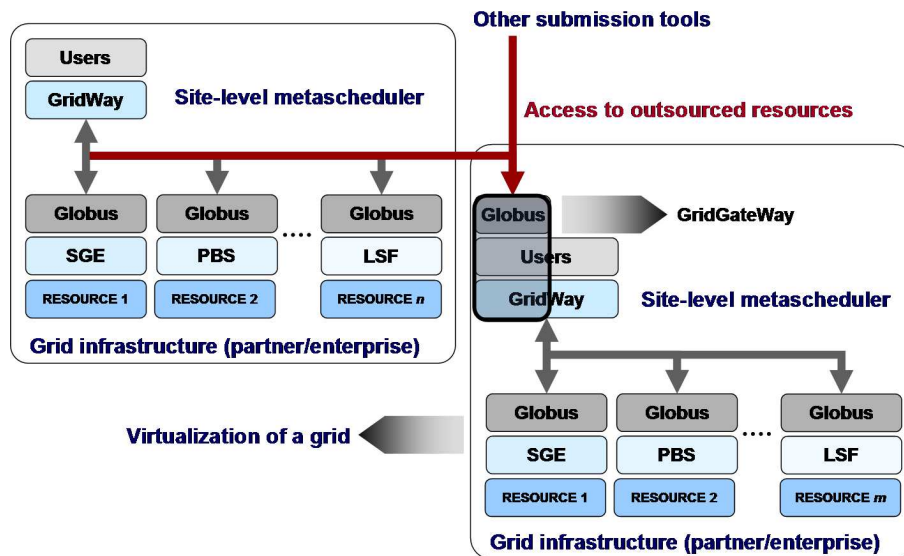 Other submission tools
Users
GridWay
Site-level metascheduler
Access to outsourced resources
Globus
Globus
Globus
....
SGE
PBS
LSF
RESOURCE 1
RESOURCE 2
RESOURCE n
Grid infrastructure (partner/enterprise)
Globus
GridGateWay
Users
GridWay
Site-level metascheduler
Virtualization of a grid
Globus
Globus
Globus
....
SGE
PBS
LSF
RESOURCE 1
RESOURCE 2
RESOURCE m
Grid infrastructure (partner/enterprise)